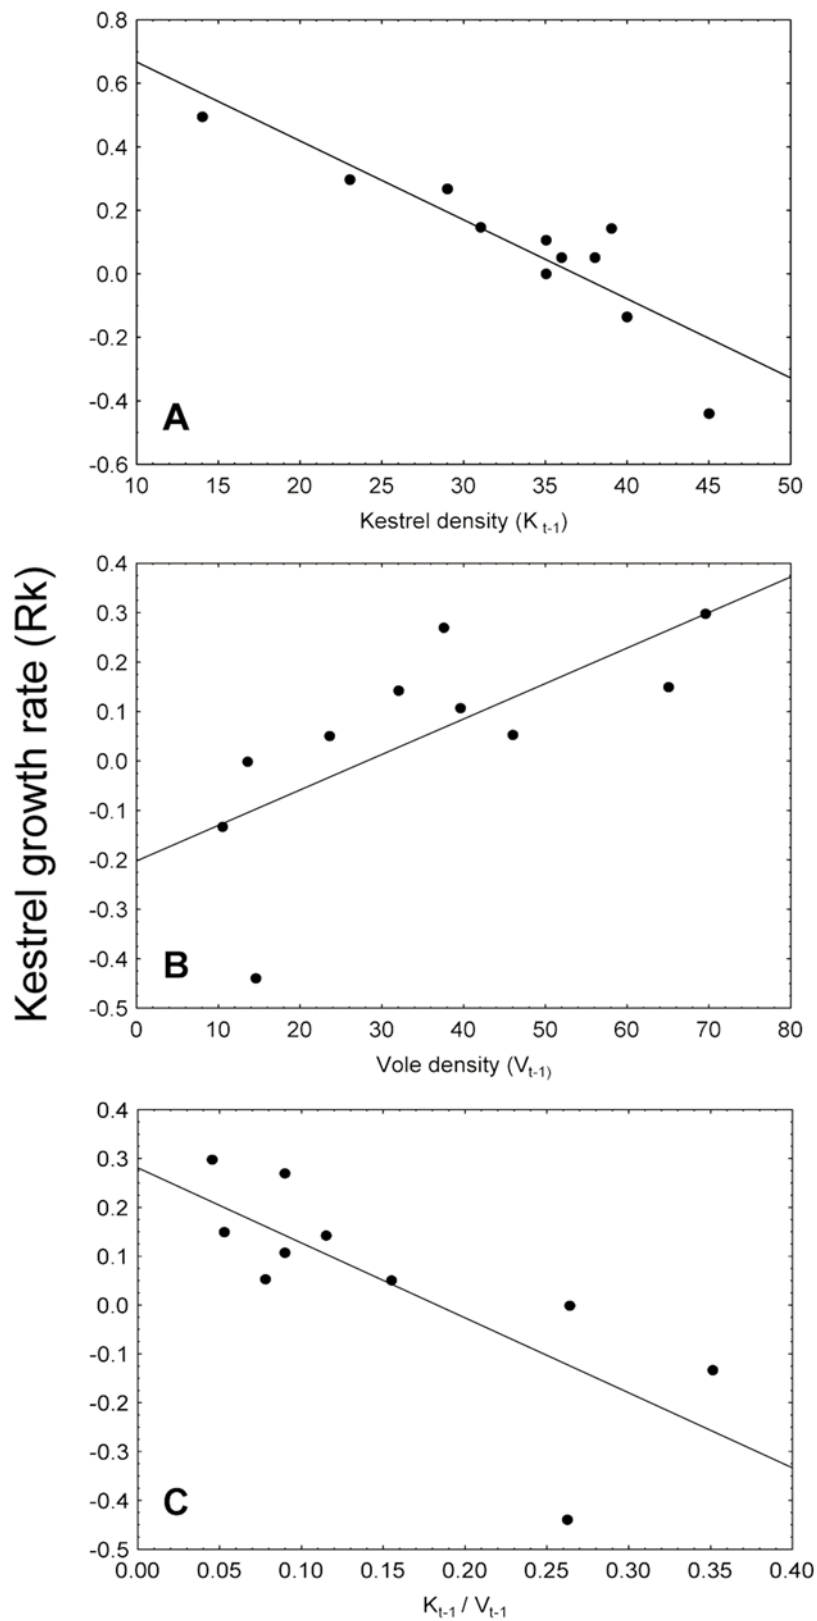 Kestrel growth rate (Rk)
0.8
0.6
0.4
0.2
0.0
-0.2
-0.4
-0.6
A
10 15 20 25 30 35 40 45 50
Kestrel density (K t-1)
0.4
0.3
0.2
0.1
0.0
-0.1
-0.2
-0.3
-0.4
-0.5
B
0 10 20 30 40 50 60 70 80
Vole density (Vt-1)
0.4
0.3
0.2
0.1
0.0
-0.1
-0.2
-0.3
-0.4
-0.5
C
0.00 0.05 0.10 0.15 0.20 0.25 0.30 0.35 0.40
Kt-1 / Vt-1